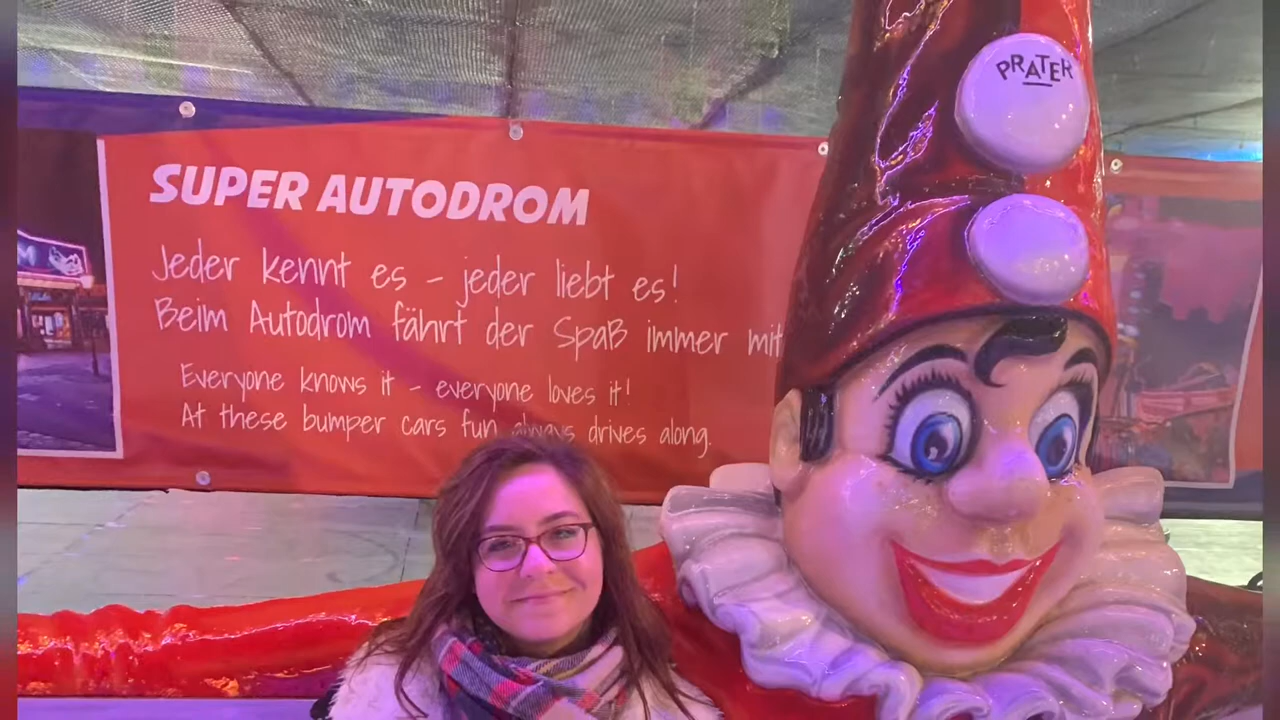 PRATER
SUPER AUTODROM
Jeder kennt es - jeder liebt es!
Beim Autodrom fährt der Spaß immer mit
Everyone knows it - everyone loves it!
At these bumper cars fun always drives along.